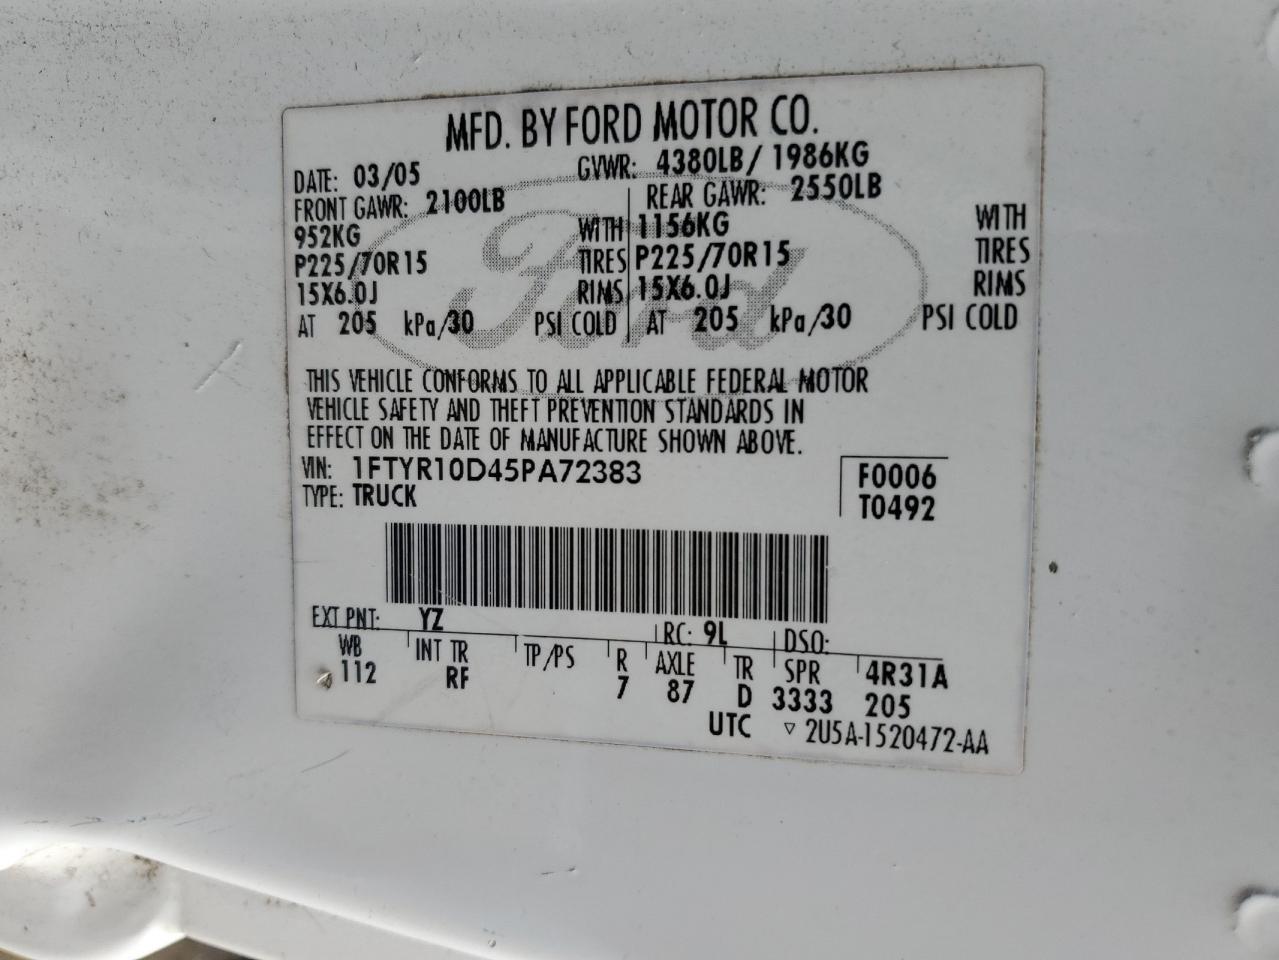 MFD. BY FORD MOTOR CO.
DATE: 03/05 GVWR: 4380LB/ 1986KG
FRONT GAWR: 2100LB REAR GAWR: 2550LB
952KG WITH 1156KG WITH
P225/70R15 TIRES P225/70R15 TIRES
15X6.0J RIMS 15X6.0J RIMS
AT 205 kPa/30 PSI COLD AT 205 kPa/30 PSI COLD
Ford
THIS VEHICLE CONFORMS TO ALL APPLICABLE FEDERAL MOTOR
VEHICLE SAFETY AND THEFT PREVENTION STANDARDS IN
EFFECT ON THE DATE OF MANUFACTURE SHOWN ABOVE.
VIN: 1FTYR10D45PA72383 F0006
TYPE: TRUCK T0492
EXT PNT: YZ RC: 9L DSO:
WB INT TR TP/PS R AXLE TR SPR 4R31A
112 RF 7 87 D 3333 205
UTC ▽ 2U5A-1520472-AA